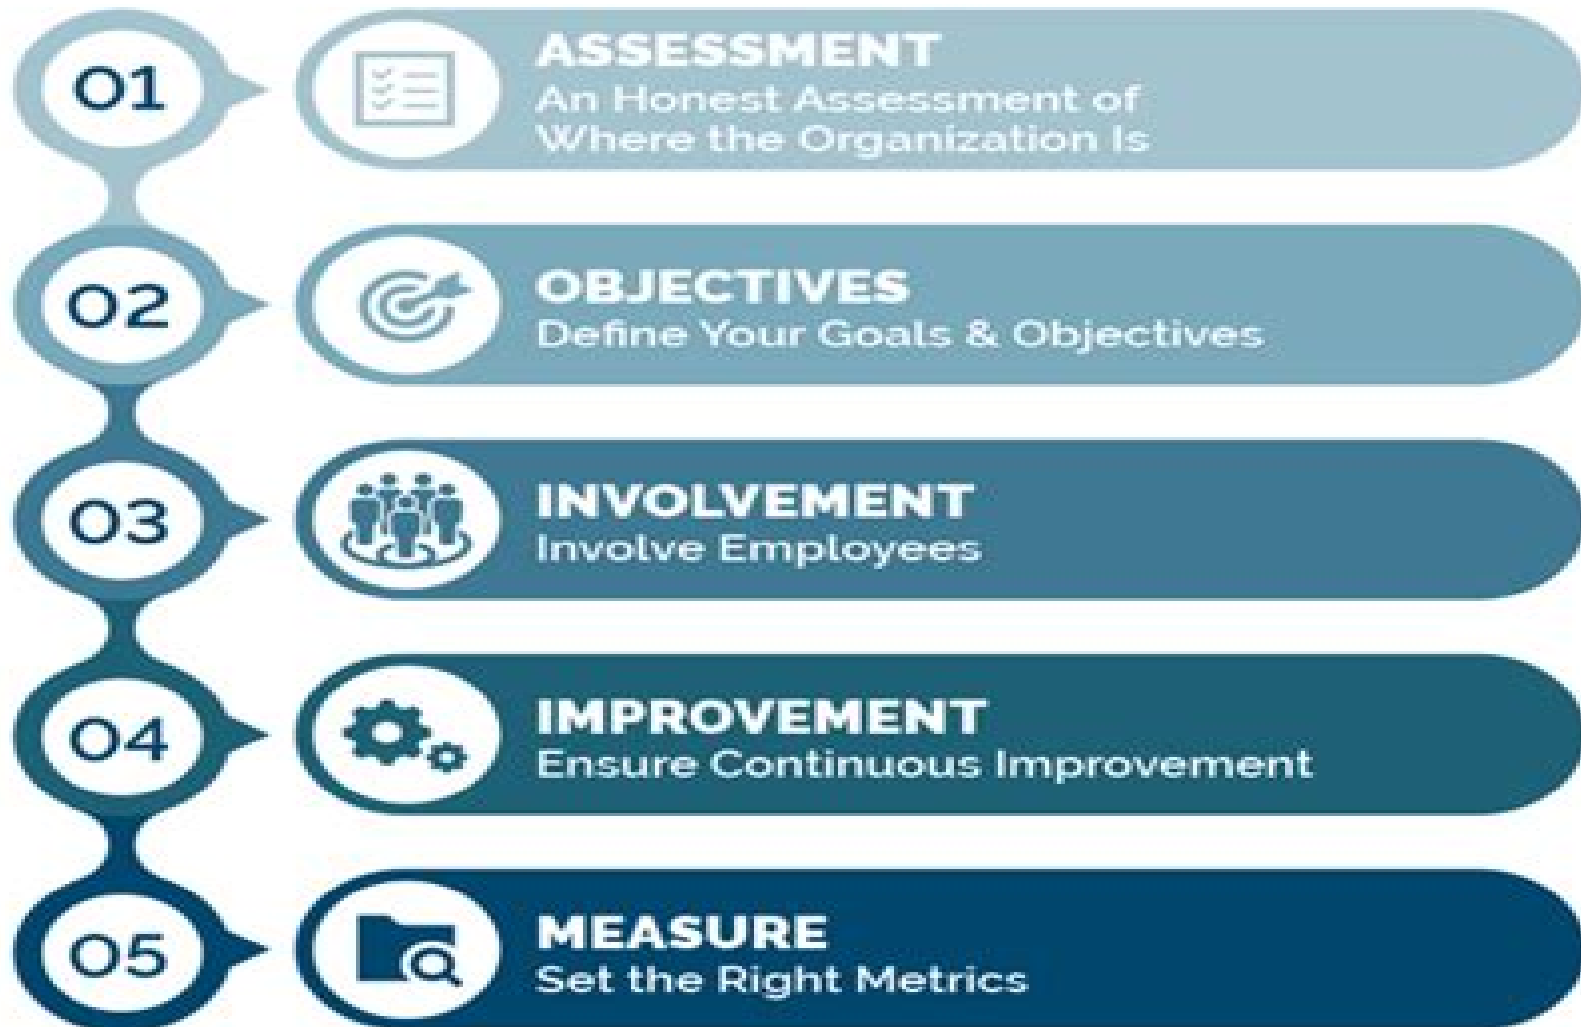 01
ASSESSMENT
An Honest Assessment of
Where the Organization Is
02
OBJECTIVES
Define Your Goals & Objectives
03
INVOLVEMENT
Involve Employees
04
IMPROVEMENT
Ensure Continuous Improvement
05
MEASURE
Set the Right Metrics